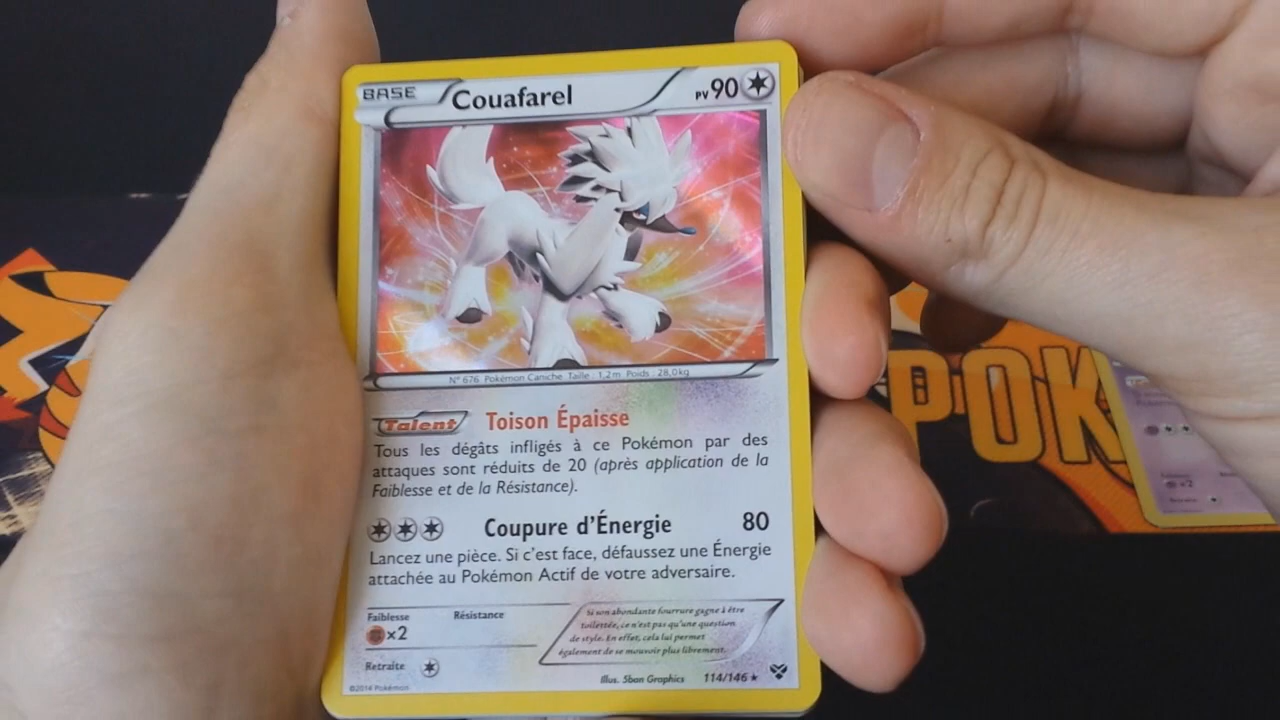 BASE Couafarel PV 90
N° 676 Pokémon Caniche Taille : 1,2m Poids : 28,0kg
Talent Toison Épaisse
Tous les dégâts infligés à ce Pokémon par des
attaques sont réduits de 20 (après application de la
Faiblesse et de la Résistance).
Coupure d'Énergie 80
Lancez une pièce. Si c'est face, défaussez une Énergie
attachée au Pokémon Actif de votre adversaire.
Faiblesse Résistance
×2
Retraite
Si son abondante fourrure gagne à être
toilettée, ce n'est pas qu'une question
de style. En effet, cela lui permet
également de se mouvoir plus librement.
Illus. 5ban Graphics 114/146
©2014 Pokémon
POK
×2
Retraite